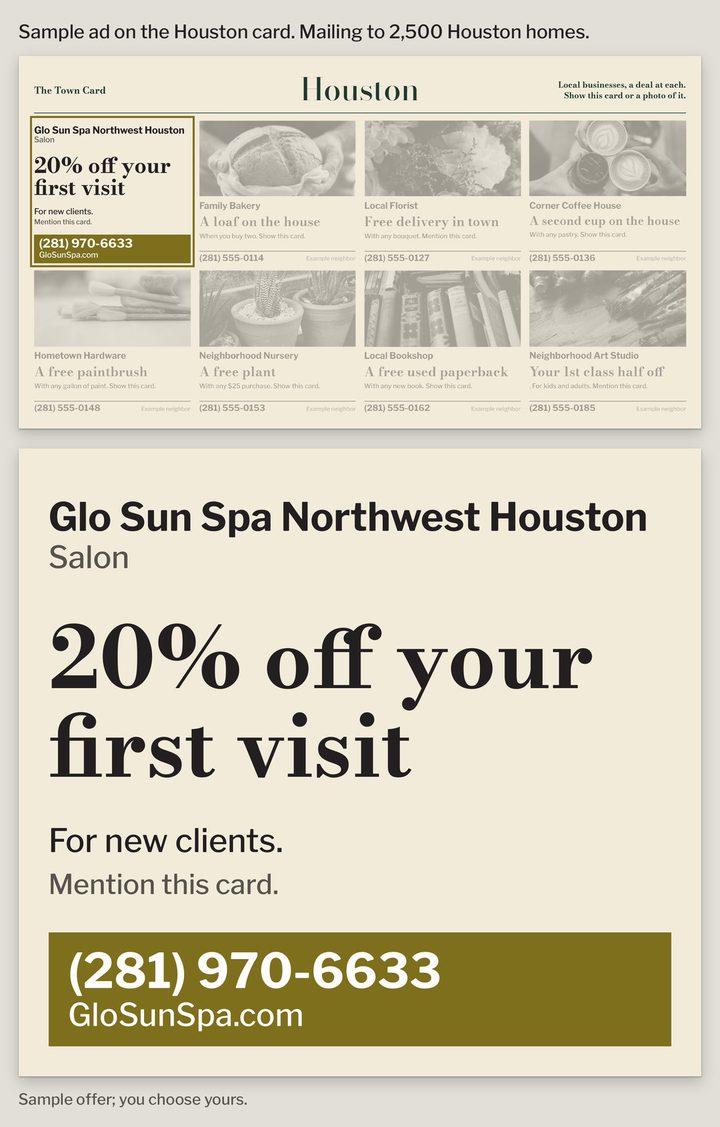 Sample ad on the Houston card. Mailing to 2,500 Houston homes.
The Town Card
Houston
Local businesses, a deal at each.
Show this card or a photo of it.
Glo Sun Spa Northwest Houston
Salon
20% off your
first visit
For new clients.
Mention this card.
(281) 970-6633
GloSunSpa.com
Family Bakery
A loaf on the house
When you buy two. Show this card.
(281) 555-0114
Example neighbor
Local Florist
Free delivery in town
With any bouquet. Mention this card.
(281) 555-0127
Example neighbor
Corner Coffee House
A second cup on the house
With any pastry. Show this card.
(281) 555-0136
Example neighbor
Hometown Hardware
A free paintbrush
With any gallon of paint. Show this card.
(281) 555-0148
Example neighbor
Neighborhood Nursery
A free plant
With any $25 purchase. Show this card.
(281) 555-0153
Example neighbor
Local Bookshop
A free used paperback
With any new book. Show this card.
(281) 555-0162
Example neighbor
Neighborhood Art Studio
Your 1st class half off
For kids and adults. Mention this card.
(281) 555-0185
Example neighbor
Glo Sun Spa Northwest Houston
Salon
20% off your
first visit
For new clients.
Mention this card.
(281) 970-6633
GloSunSpa.com
Sample offer; you choose yours.